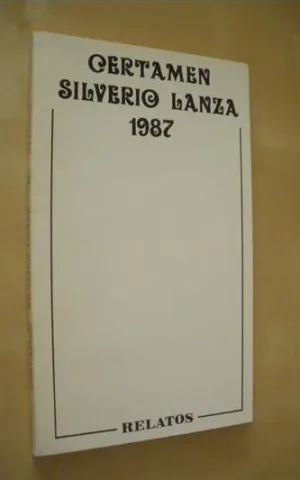 CERTAMEN
SILVERIO LANZA
1987
RELATOS